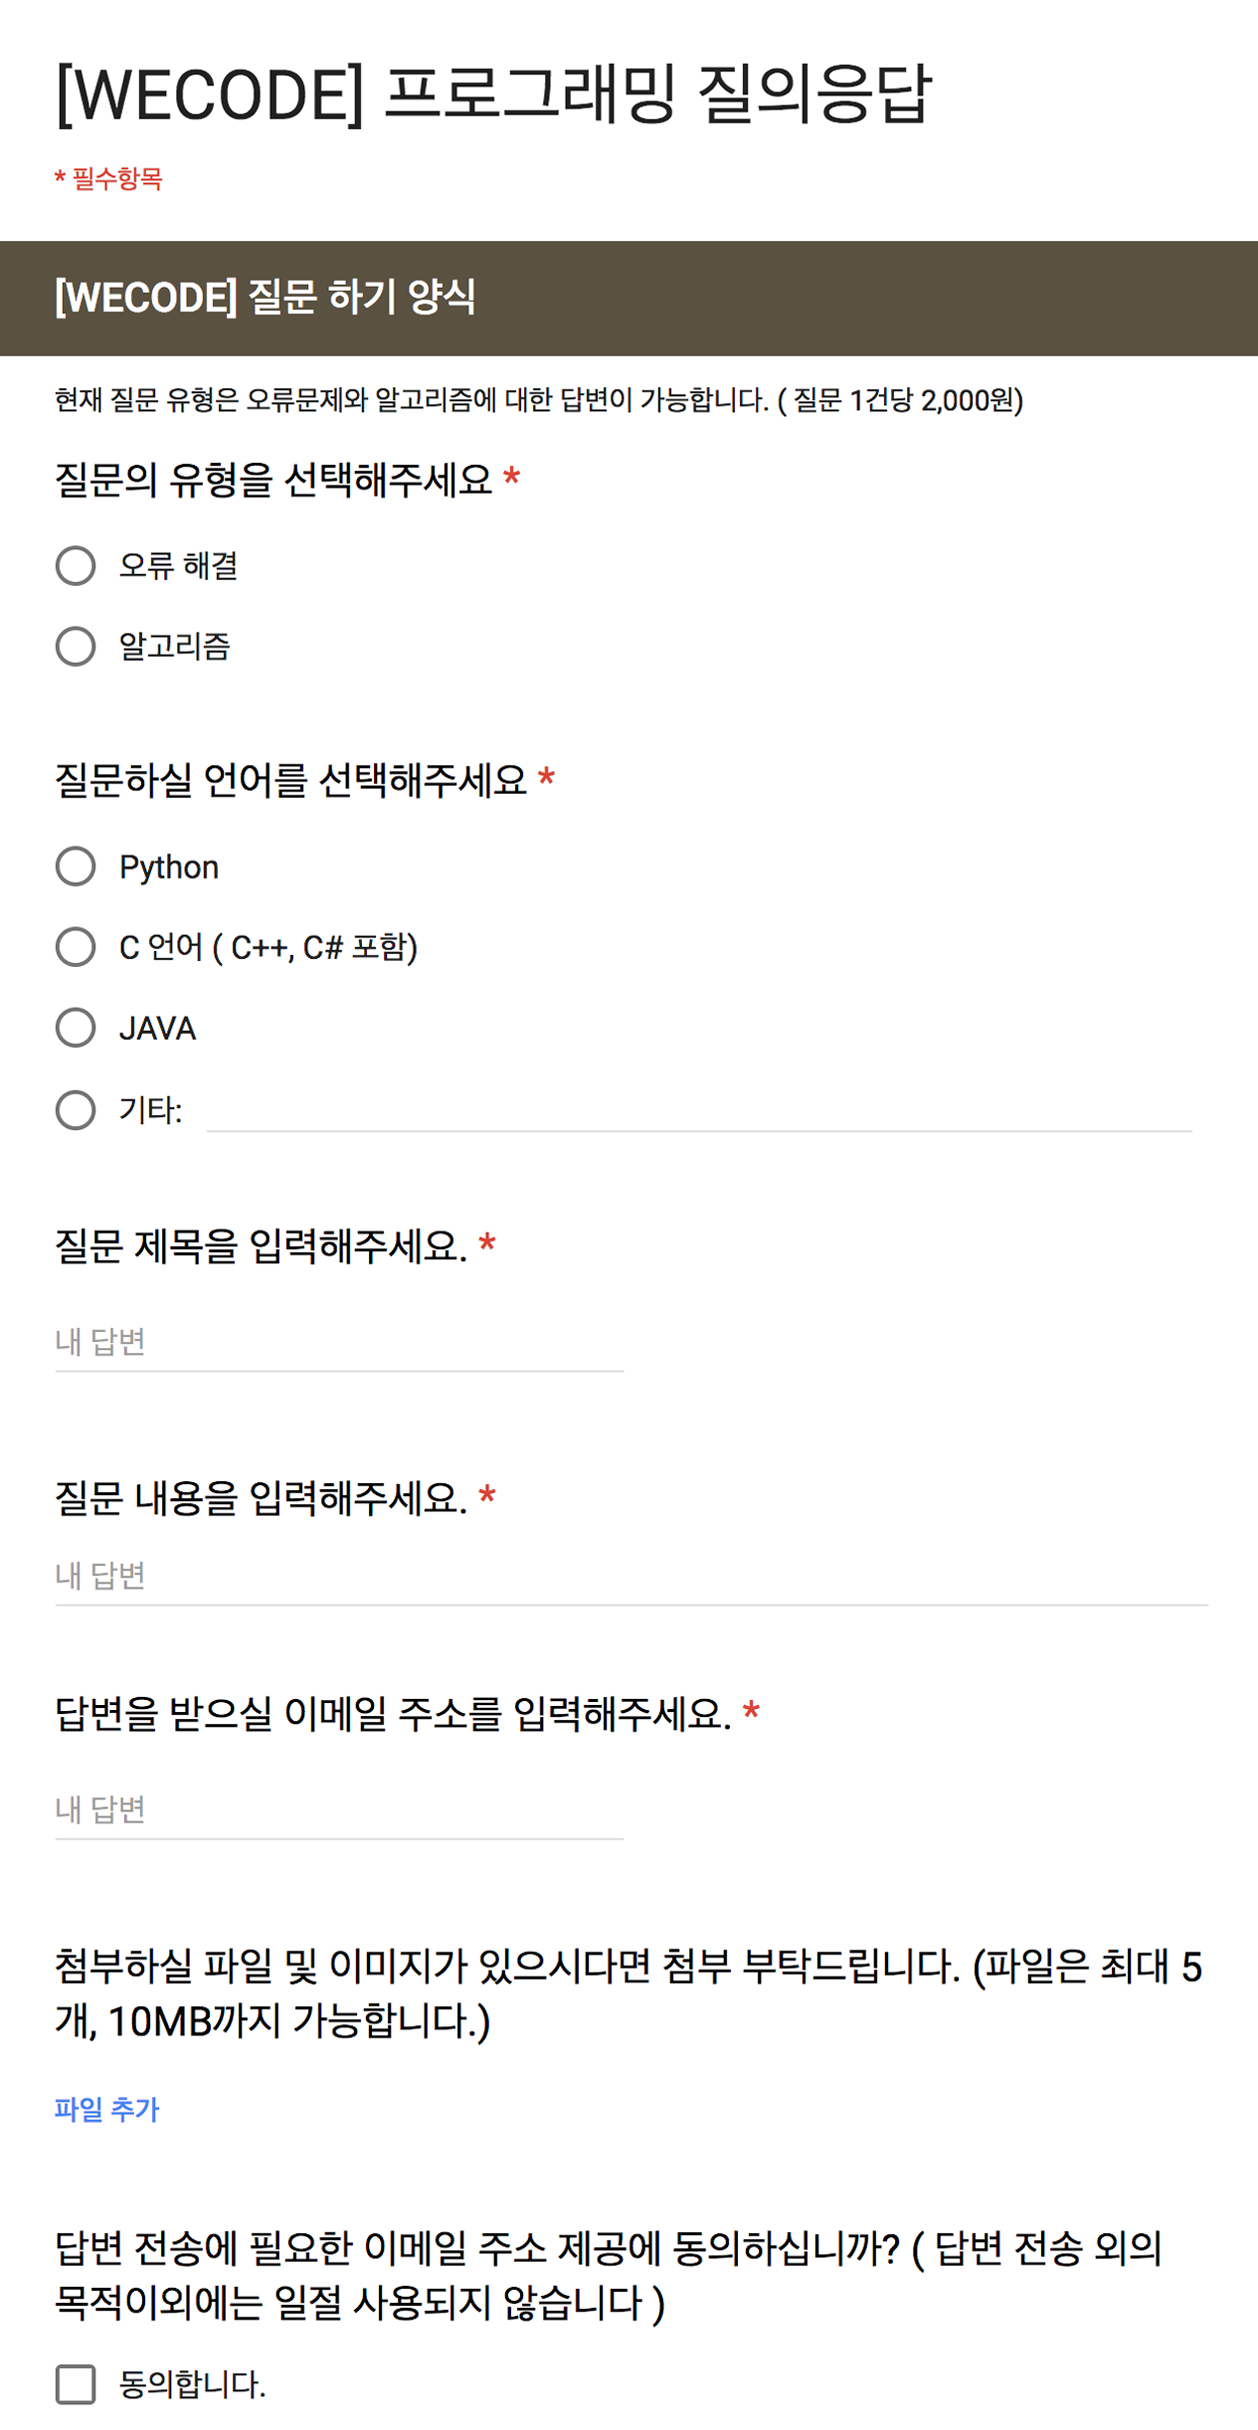 [WECODE] 프로그래밍 질의응답
* 필수항목
[WECODE] 질문 하기 양식
현재 질문 유형은 오류문제와 알고리즘에 대한 답변이 가능합니다. ( 질문 1건당 2,000원)
질문의 유형을 선택해주세요 *
오류 해결
알고리즘
질문하실 언어를 선택해주세요 *
Python
C 언어 ( C++, C# 포함)
JAVA
기타:
질문 제목을 입력해주세요. *
내 답변
질문 내용을 입력해주세요. *
내 답변
답변을 받으실 이메일 주소를 입력해주세요. *
내 답변
첨부하실 파일 및 이미지가 있으시다면 첨부 부탁드립니다. (파일은 최대 5
개, 10MB까지 가능합니다.)
파일 추가
답변 전송에 필요한 이메일 주소 제공에 동의하십니까? ( 답변 전송 외의
목적이외에는 일절 사용되지 않습니다 )
동의합니다.